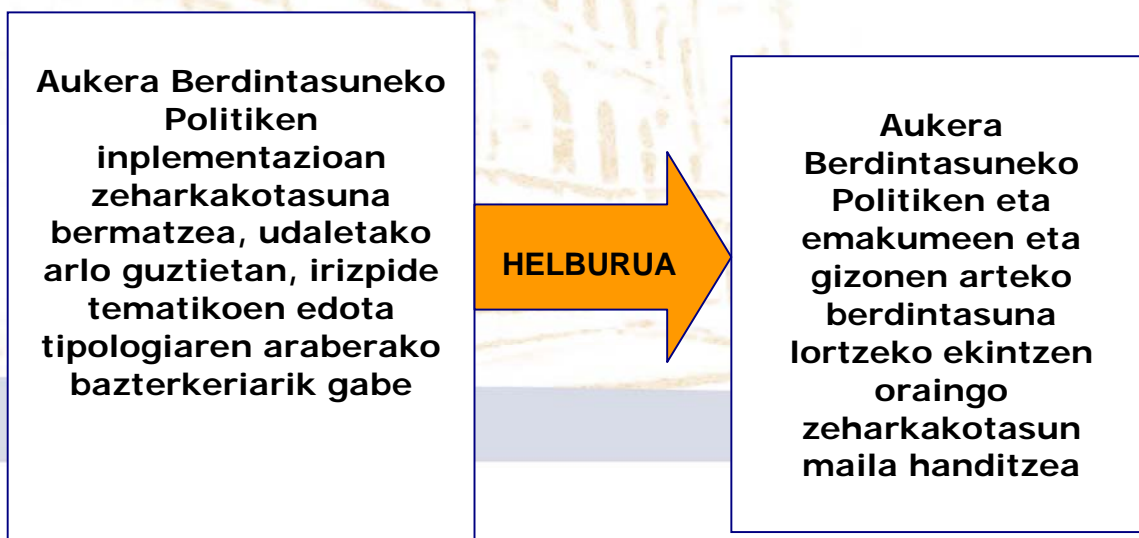 Aukera Berdintasuneko
Politiken
inplementazioan
zeharkakotasuna
bermatzea, udaletako
arlo guztietan, irizpide
tematikoen edota
tipologiaren araberako
bazterkeriarik gabe
HELBURUA
Aukera
Berdintasuneko
Politiken eta
emakumeen eta
gizonen arteko
berdintasuna
lortzeko ekintzen
oraingo
zeharkakotasun
maila handitzea